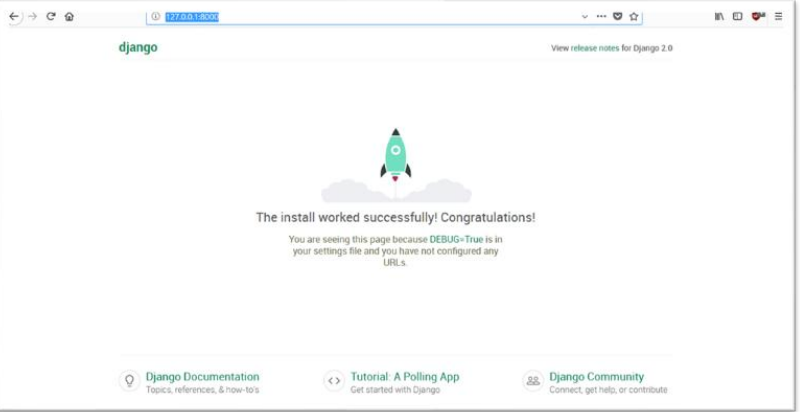 127.0.0.1:8000
django
View release notes for Django 2.0
The install worked successfully! Congratulations!
You are seeing this page because DEBUG=True is in
your settings file and you have not configured any
URLs.
Django Documentation
Topics, references, & how-to's
Tutorial: A Polling App
Get started with Django
Django Community
Connect, get help, or contribute